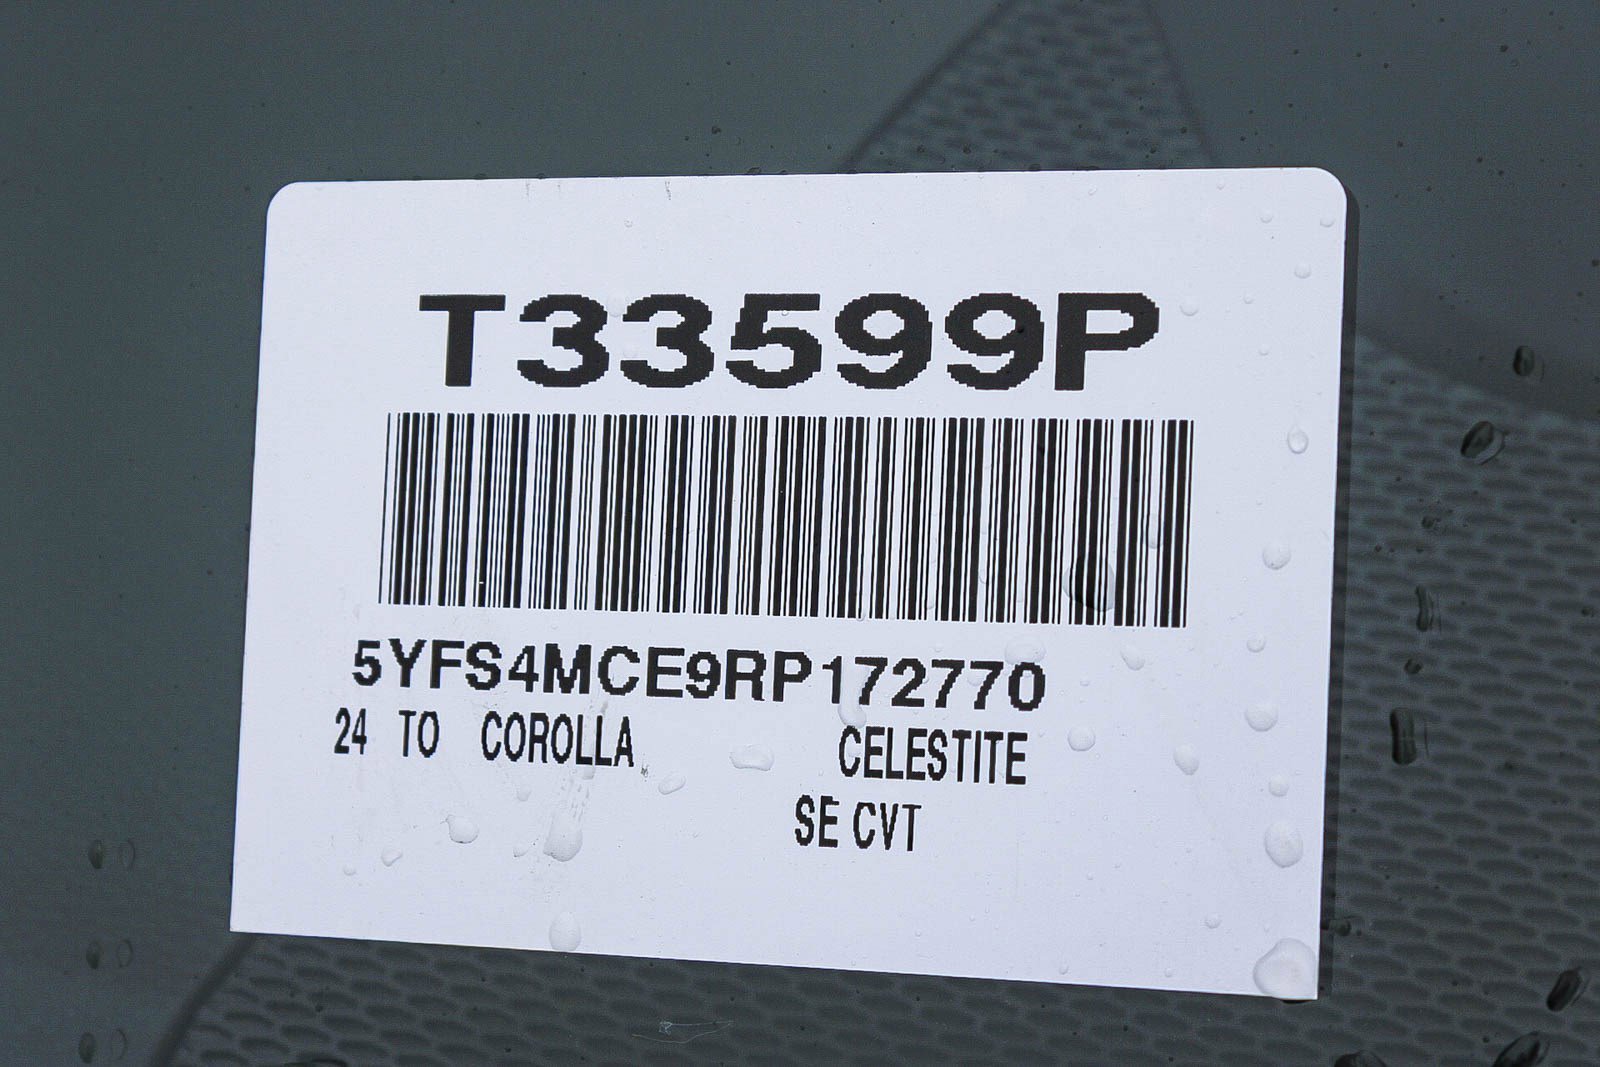 T33599P
5YFS4MCE9RP172770
24 TO COROLLA CELESTITE
SE CVT